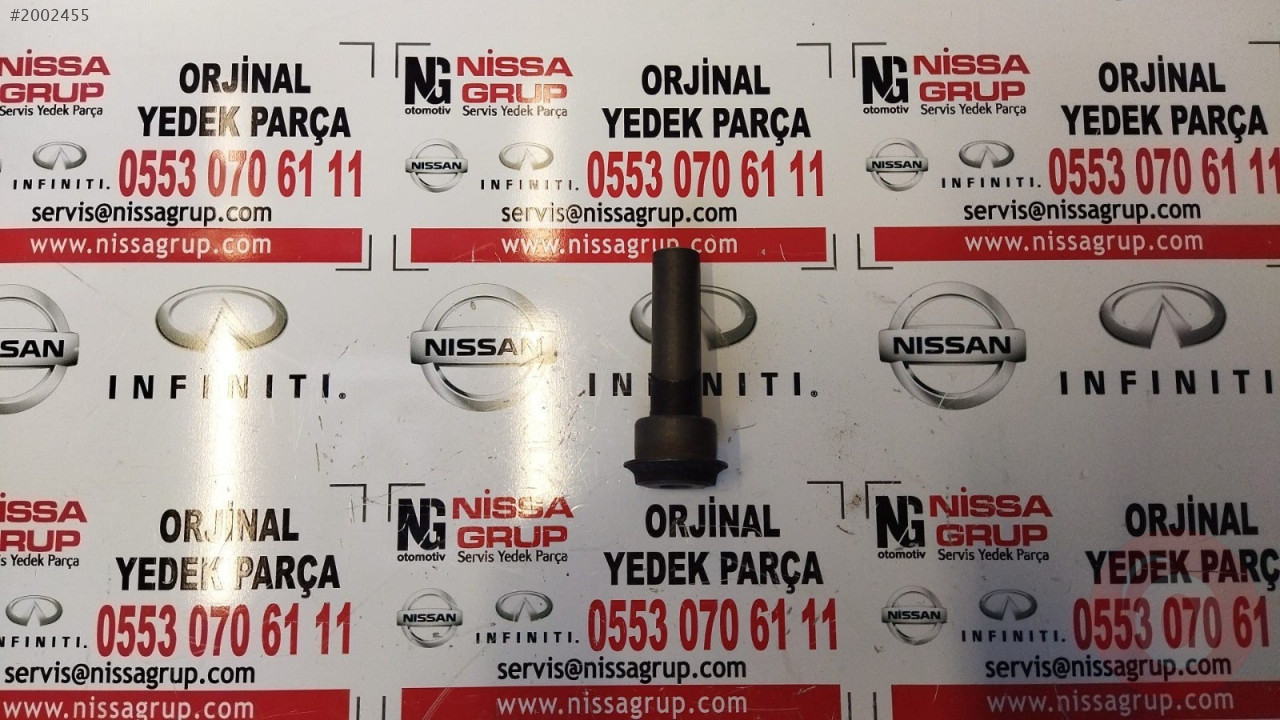 #2002455
NİSSA
GRUP
Servis Yedek Parça
ORJİNAL
YEDEK PARÇA
INFINITI.
0553 070 61 11
servis@nissagrup.com
www.nissagrup.com
NG
otomotiv
NİSSA
GRUP
Servis Yedek Parça
ORJİNAL
YEDEK PARÇA
NISSAN
INFINITI.
0553 070 61 11
servis@nissagrup.com
www.nissagrup.com
NG
otomotiv
NİSSA
GRUP
Servis Yedek Parça
ORJİNAL
YEDEK PARÇA
NISSAN
INFINITI.
0553 070 61 11
servis@nissagrup.com
www.nissagrup.com
SSAN
INFINITI®
NISSAN
INFINITI®
NISSAN
INFINITI
İSSA
RUP
Servis Yedek Parça
ORJİNAL
YEDEK PARÇA
NFINITI.
0553 070 61 11
servis@nissagrup.com
www.nissagrup.com
NG
otomotiv
NİSSA
GRUP
Servis Yedek Parça
ORJİNAL
YEDEK PARÇA
NISSAN
INFINITI.
0553 070 61 11
servis@nissagrup.com
www.nissagrup.com
NG
otomotiv
NİSSA
GRUP
Servis Yedek Parça
ORJİNAL
YEDEK PARÇ
NISSAN
INFINITI.
0553 070 61
servis@nissagrup.com
www.nissagrup.com